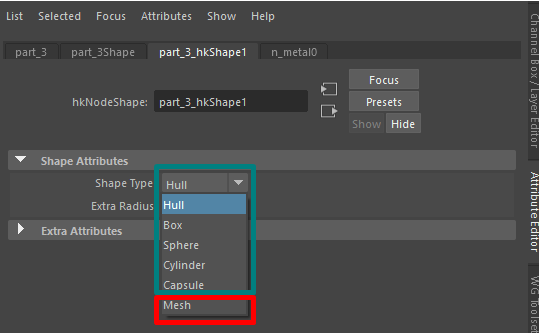 List Selected Focus Attributes Show Help
part_3 part_3Shape part_3_hkShape1 n_metal0
hkNodeShape: part_3_hkShape1
Focus
Presets
Show Hide
Shape Attributes
Shape Type Hull
Extra Radius
Hull
Box
Sphere
Cylinder
Capsule
Mesh
Extra Attributes
Channel Box / Layer Editor
Attribute Editor
WG Toolset